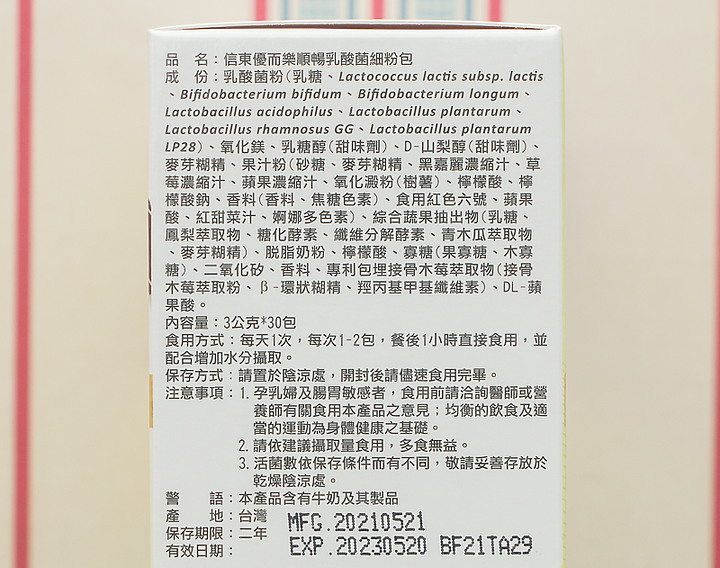 品　名：信東優而樂順暢乳酸菌細粉包
成　份：乳酸菌粉(乳糖、Lactococcus lactis subsp. lactis
、Bifidobacterium bifidum、Bifidobacterium longum、
Lactobacillus acidophilus、Lactobacillus plantarum、
Lactobacillus rhamnosus GG、Lactobacillus plantarum
LP28)、氧化鎂、乳糖醇(甜味劑)、D-山梨醇(甜味劑)、
麥芽糊精、果汁粉(砂糖、麥芽糊精、黑嘉麗濃縮汁、草
莓濃縮汁、蘋果濃縮汁、氧化澱粉(樹薯)、檸檬酸、檸
檬酸鈉、香料(香料、焦糖色素)、食用紅色六號、蘋果
酸、紅甜菜汁、婀娜多色素)、綜合蔬果抽出物(乳糖、
鳳梨萃取物、糖化酵素、纖維分解酵素、青木瓜萃取物
、麥芽糊精)、脫脂奶粉、檸檬酸、寡糖(果寡糖、木寡
糖)、二氧化矽、香料、專利包埋接骨木莓萃取物(接骨
木莓萃取粉、β-環狀糊精、羥丙基甲基纖維素)、DL-蘋
果酸。
內容量：3公克*30包
食用方式：每天1次，每次1-2包，餐後1小時直接食用，並
配合增加水分攝取。
保存方式：請置於陰涼處，開封後請儘速食用完畢。
注意事項：1. 孕乳婦及腸胃敏感者，食用前請洽詢醫師或營
養師有關食用本產品之意見；均衡的飲食及適
當的運動為身體健康之基礎。
2. 請依建議攝取量食用，多食無益。
3. 活菌數依保存條件而有不同，敬請妥善存放於
乾燥陰涼處。
警　語：本產品含有牛奶及其製品
產　地：台灣
保存期限：二年
MFG.20210521
有效日期：
EXP.20230520 BF21TA29